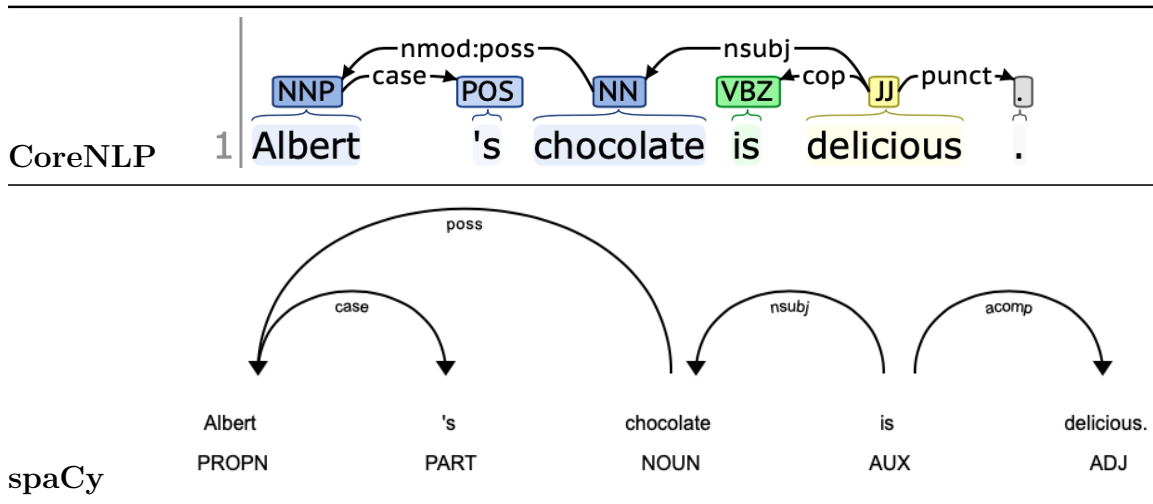 nmod:poss nsubj
case cop punct
NNP POS NN VBZ JJ .
CoreNLP 1 Albert 's chocolate is delicious .
poss
case nsubj acomp
Albert 's chocolate is delicious.
PROPN PART NOUN AUX ADJ
spaCy